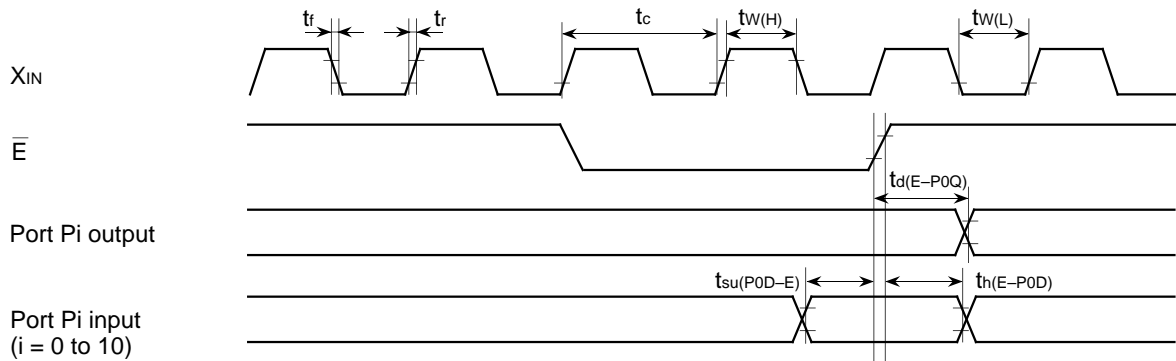 tf tr tc tW(H) tW(L)
XIN
E̅
td(E–P0Q)
Port Pi output
tsu(P0D–E) th(E–P0D)
Port Pi input
(i = 0 to 10)